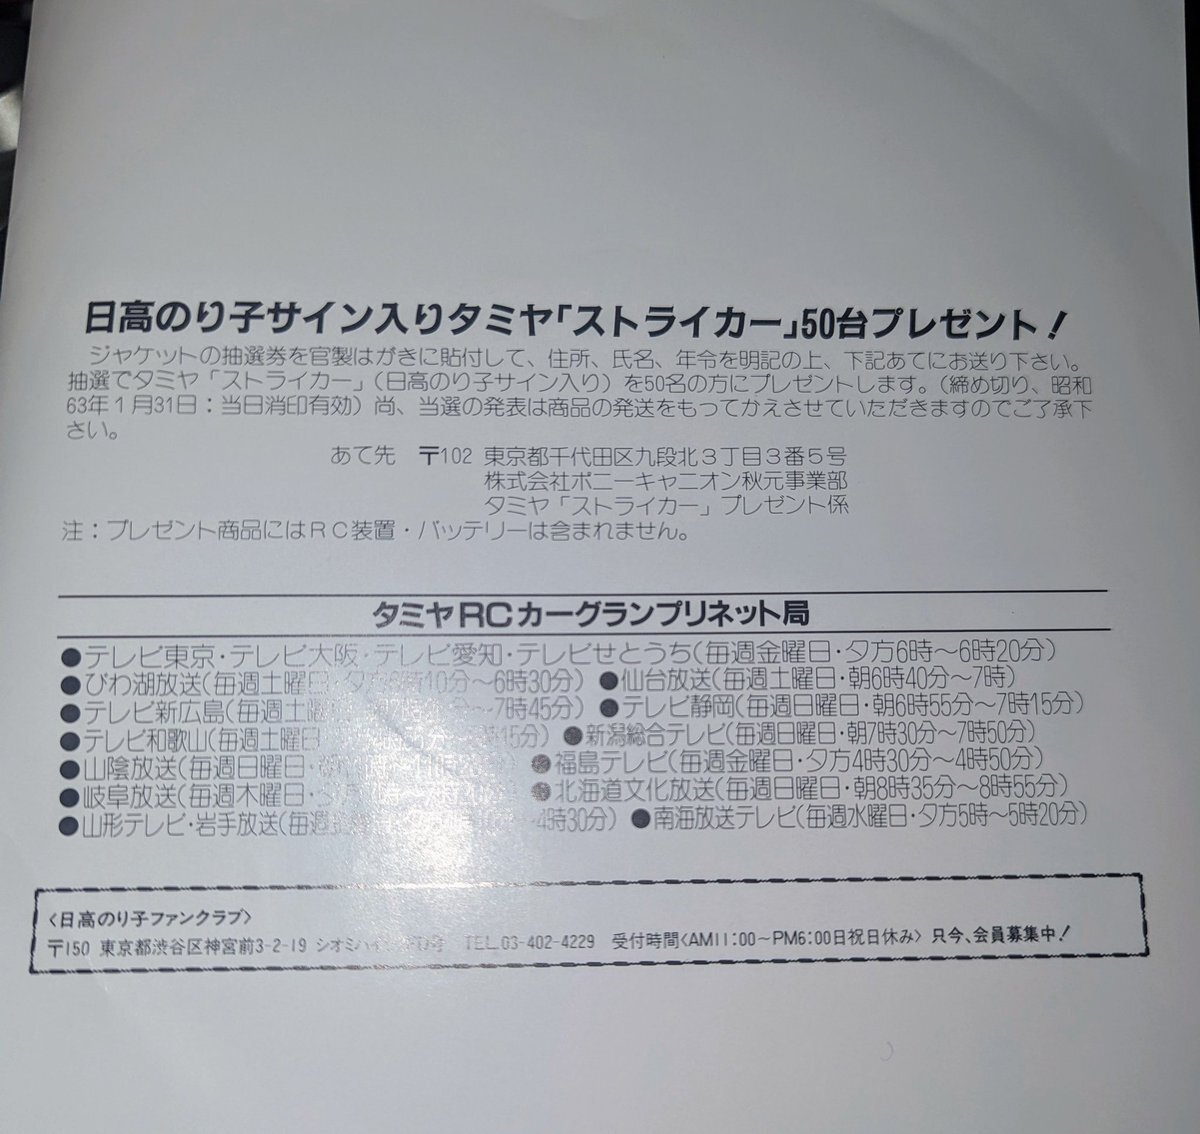 日高のり子サイン入りタミヤ「ストライカー」50台プレゼント!
ジャケットの抽選券を官製はがきに貼付して、住所、氏名、年令を明記の上、下記あてにお送り下さい。
抽選でタミヤ「ストライカー」(日高のり子サイン入り)を50名の方にプレゼントします。(締め切り、昭和
63年1月31日:当日消印有効)尚、当選の発表は商品の発送をもってかえさせていただきますのでご了承下
さい。
あて先 〒102 東京都千代田区九段北3丁目3番5号
株式会社ポニーキャニオン秋元事業部
タミヤ「ストライカー」プレゼント係
注:プレゼント商品にはRC装置・バッテリーは含まれません。
タミヤRCカーグランプリネット局
●テレビ東京・テレビ大阪・テレビ愛知・テレビせとうち(毎週金曜日・夕方6時〜6時20分)
●びわ湖放送(毎週土曜日・夕方6時10分〜6時30分) ●仙台放送(毎週土曜日・朝6時40分〜7時)
●テレビ新広島(毎週土曜 〜7時45分) ●テレビ静岡(毎週日曜日・朝6時55分〜7時15分)
●テレビ和歌山(毎週土曜日 15分) ●新潟総合テレビ(毎週日曜日・朝7時30分〜7時50分)
●山陰放送(毎週日曜日・ ●福島テレビ(毎週金曜日・夕方4時30分〜4時50分)
●岐阜放送(毎週木曜日・夕方 ●北海道文化放送(毎週日曜日・朝8時35分〜8時55分)
●山形テレビ・岩手放送(毎週 〜4時30分) ●南海放送テレビ(毎週水曜日・夕方5時〜5時20分)
〈日高のり子ファンクラブ〉
〒150 東京都渋谷区神宮前3-2-19 TEL.03-402-4229 受付時間〈AM11:00〜PM6:00日祝日休み〉 只今、会員募集中!